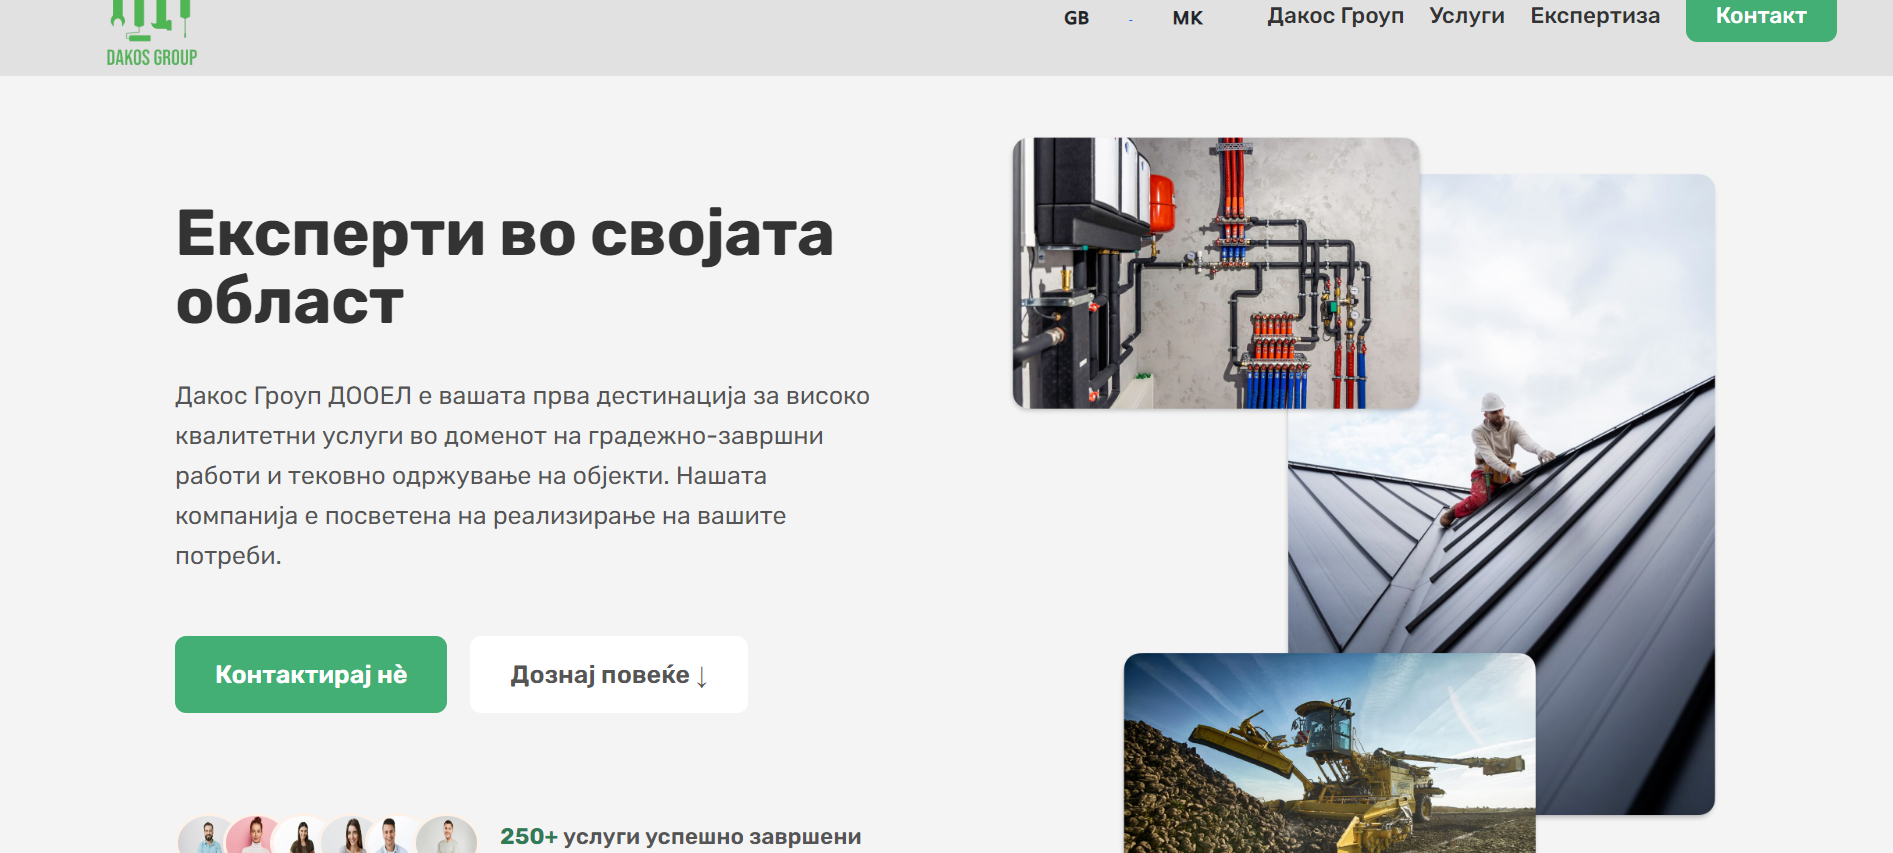 DAKOS GROUP
GB - MK Дакос Гроуп Услуги Експертиза Контакт
Експерти во својата
област
Дакос Гроуп ДООЕЛ е вашата прва дестинација за високо
квалитетни услуги во доменот на градежно-завршни
работи и тековно одржување на објекти. Нашата
компанија е посветена на реализирање на вашите
потреби.
Контактирај нѐ Дознај повеќе ↓
250+ услуги успешно завршени